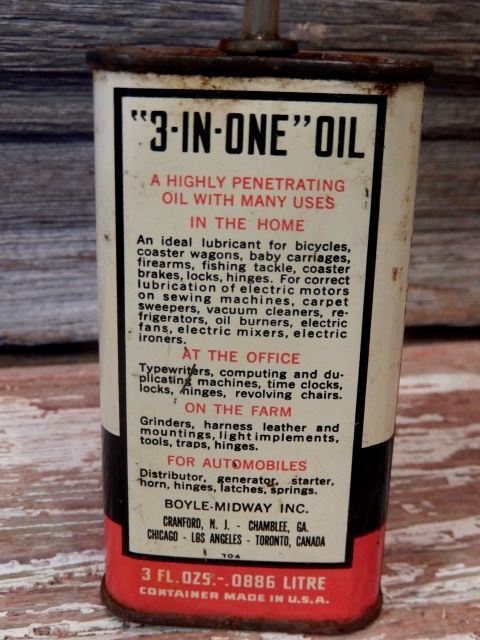 "3-IN-ONE" OIL
A HIGHLY PENETRATING
OIL WITH MANY USES
IN THE HOME
An ideal lubricant for bicycles,
coaster wagons, baby carriages,
firearms, fishing tackle, coaster
brakes, locks, hinges. For correct
lubrication of electric motors
on sewing machines, carpet
sweepers, vacuum cleaners, re-
frigerators, oil burners, electric
fans, electric mixers, electric
ironers.
AT THE OFFICE
Typewriters, computing and du-
plicating machines, time clocks,
locks, hinges, revolving chairs.
ON THE FARM
Grinders, harness leather and
mountings, light implements,
tools, traps, hinges.
FOR AUTOMOBILES
Distributor, generator, starter,
horn, hinges, latches, springs.
BOYLE-MIDWAY INC.
CRANFORD, N. J. - CHAMBLEE, GA.
CHICAGO - LOS ANGELES - TORONTO, CANADA
70A
3 FL. OZS.-.0886 LITRE
CONTAINER MADE IN U.S.A.